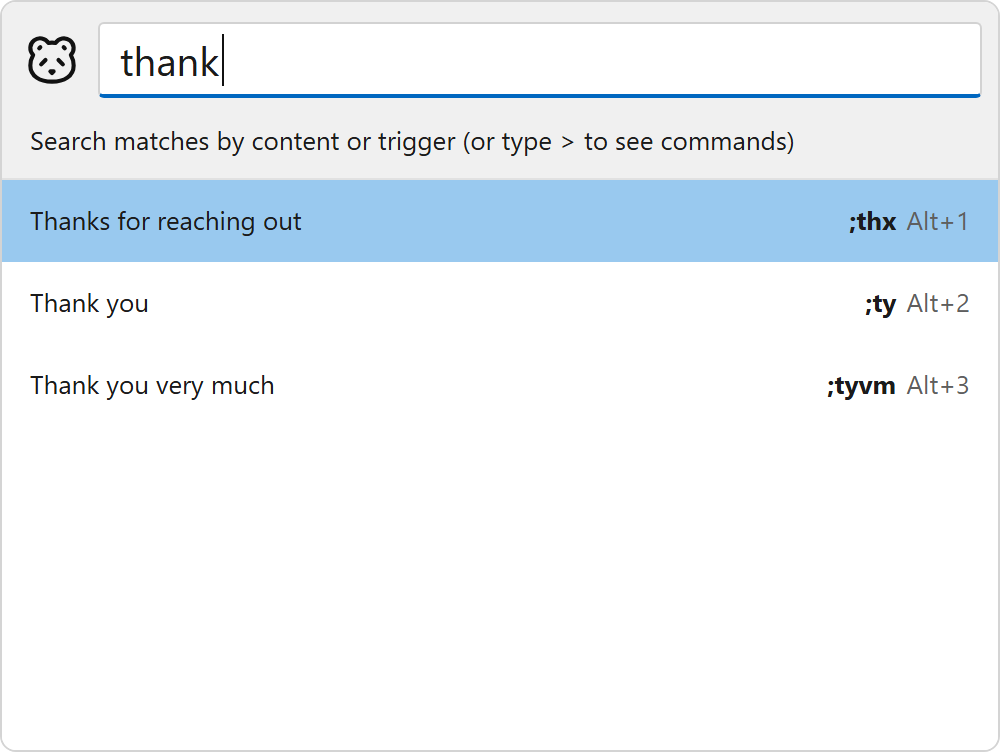 thank
Search matches by content or trigger (or type > to see commands)
Thanks for reaching out ;thx Alt+1
Thank you ;ty Alt+2
Thank you very much ;tyvm Alt+3